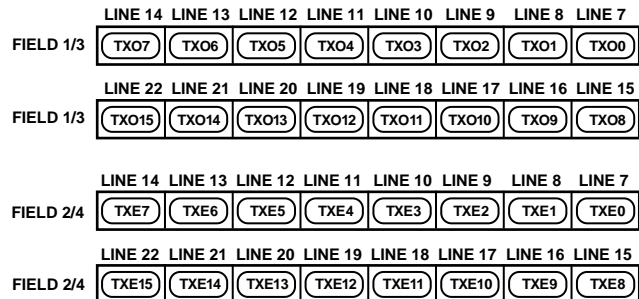 LINE 14 LINE 13 LINE 12 LINE 11 LINE 10 LINE 9 LINE 8 LINE 7
FIELD 1/3 TXO7 TXO6 TXO5 TXO4 TXO3 TXO2 TXO1 TXO0
LINE 22 LINE 21 LINE 20 LINE 19 LINE 18 LINE 17 LINE 16 LINE 15
FIELD 1/3 TXO15 TXO14 TXO13 TXO12 TXO11 TXO10 TXO9 TXO8
LINE 14 LINE 13 LINE 12 LINE 11 LINE 10 LINE 9 LINE 8 LINE 7
FIELD 2/4 TXE7 TXE6 TXE5 TXE4 TXE3 TXE2 TXE1 TXE0
LINE 22 LINE 21 LINE 20 LINE 19 LINE 18 LINE 17 LINE 16 LINE 15
FIELD 2/4 TXE15 TXE14 TXE13 TXE12 TXE11 TXE10 TXE9 TXE8